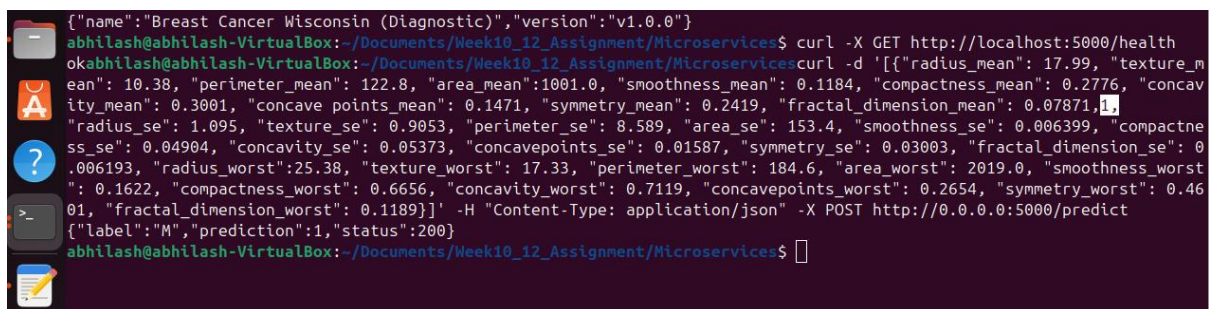 {"name":"Breast Cancer Wisconsin (Diagnostic)","version":"v1.0.0"}
abhilash@abhilash-VirtualBox:~/Documents/Week10_12_Assignment/Microservices$ curl -X GET http://localhost:5000/health
okabhilash@abhilash-VirtualBox:~/Documents/Week10_12_Assignment/Microservicescurl -d '[{"radius_mean": 17.99, "texture_m
ean": 10.38, "perimeter_mean": 122.8, "area_mean":1001.0, "smoothness_mean": 0.1184, "compactness_mean": 0.2776, "concav
ity_mean": 0.3001, "concave points_mean": 0.1471, "symmetry_mean": 0.2419, "fractal_dimension_mean": 0.07871,1,
"radius_se": 1.095, "texture_se": 0.9053, "perimeter_se": 8.589, "area_se": 153.4, "smoothness_se": 0.006399, "compactne
ss_se": 0.04904, "concavity_se": 0.05373, "concavepoints_se": 0.01587, "symmetry_se": 0.03003, "fractal_dimension_se": 0
.006193, "radius_worst":25.38, "texture_worst": 17.33, "perimeter_worst": 184.6, "area_worst": 2019.0, "smoothness_worst
": 0.1622, "compactness_worst": 0.6656, "concavity_worst": 0.7119, "concavepoints_worst": 0.2654, "symmetry_worst": 0.46
01, "fractal_dimension_worst": 0.1189}]' -H "Content-Type: application/json" -X POST http://0.0.0.0:5000/predict
{"label":"M","prediction":1,"status":200}
abhilash@abhilash-VirtualBox:~/Documents/Week10_12_Assignment/Microservices$